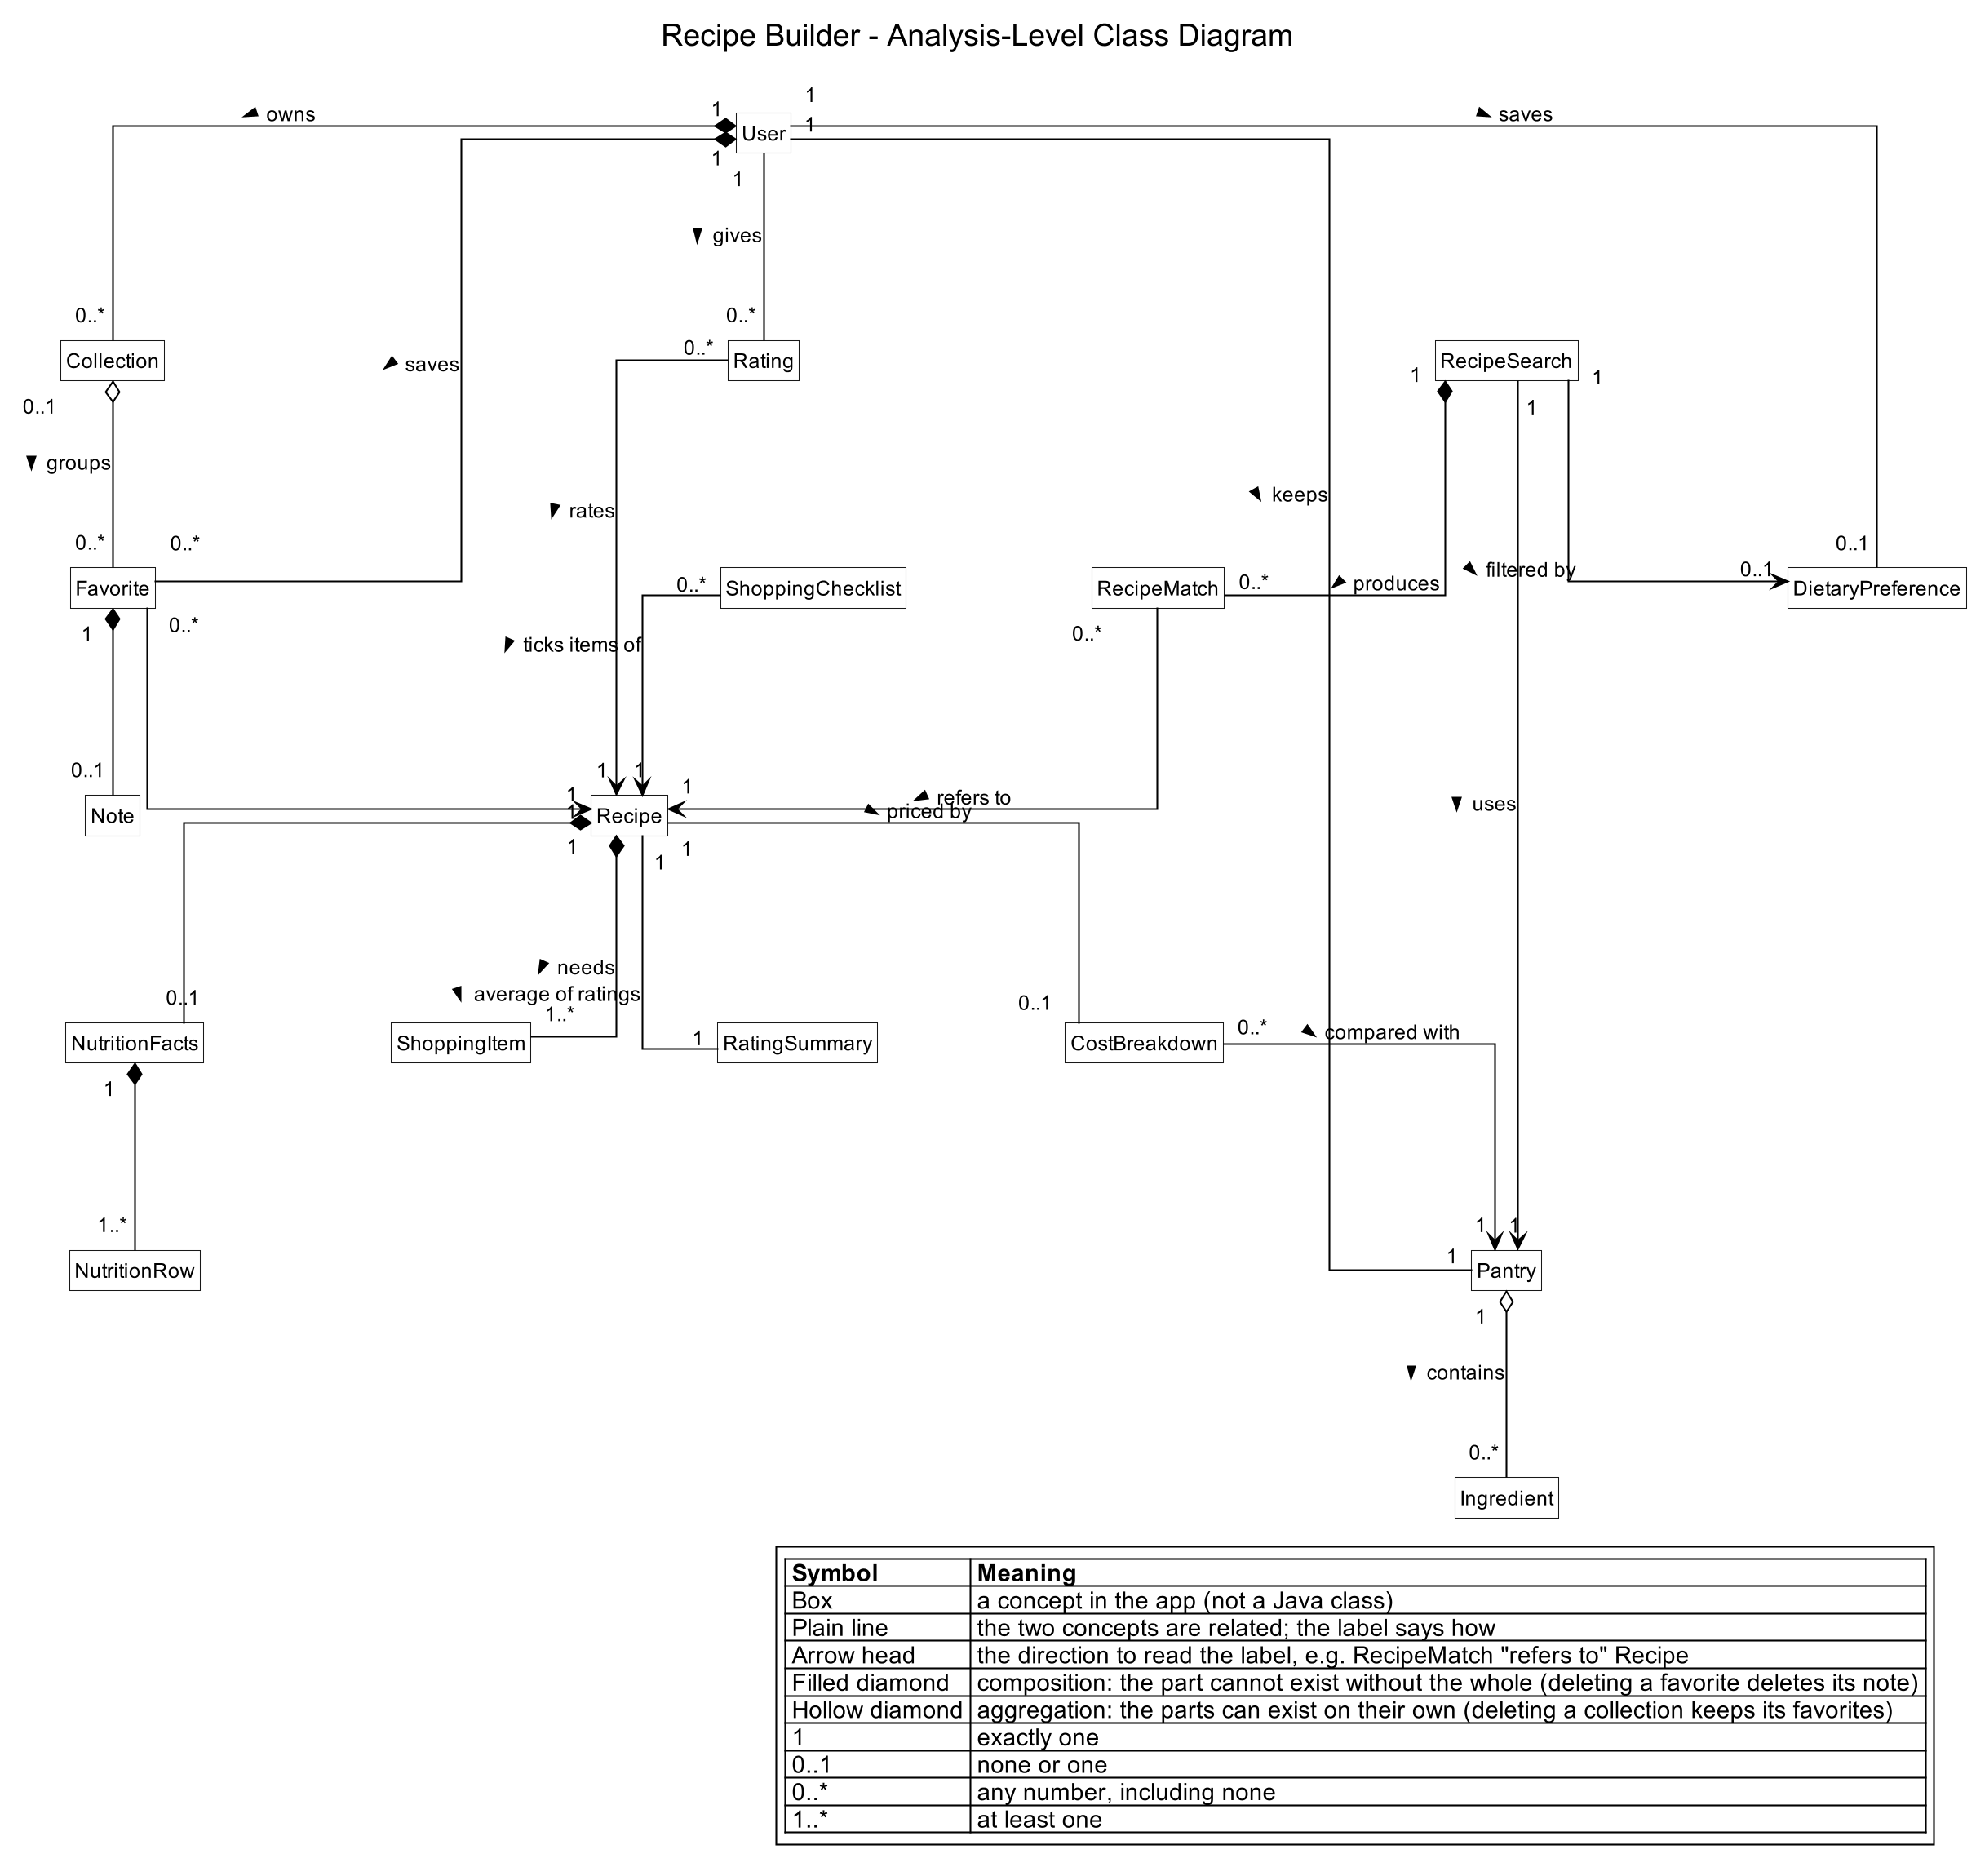 Recipe Builder - Analysis-Level Class Diagram
1
owns
1
User
1
saves
1
1
gives
0..*
0..*
Collection
saves
0..*
Rating
RecipeSearch
1
1
1
0..1
groups
rates
keeps
0..*
0..*
0..1
Favorite
0..*
ShoppingChecklist
RecipeMatch
0..*
produces
filtered by
0..1
DietaryPreference
1
0..*
ticks items of
0..*
0..1
1
1
1
1
refers to
uses
Note
1
Recipe
priced by
1
1
1
needs
average of ratings
0..1
1..*
0..1
NutritionFacts
ShoppingItem
1
RatingSummary
CostBreakdown
0..*
compared with
1
1..*
1
1
NutritionRow
1
Pantry
1
contains
0..*
Ingredient
Symbol Meaning
Box a concept in the app (not a Java class)
Plain line the two concepts are related; the label says how
Arrow head the direction to read the label, e.g. RecipeMatch "refers to" Recipe
Filled diamond composition: the part cannot exist without the whole (deleting a favorite deletes its note)
Hollow diamond aggregation: the parts can exist on their own (deleting a collection keeps its favorites)
1 exactly one
0..1 none or one
0..* any number, including none
1..* at least one